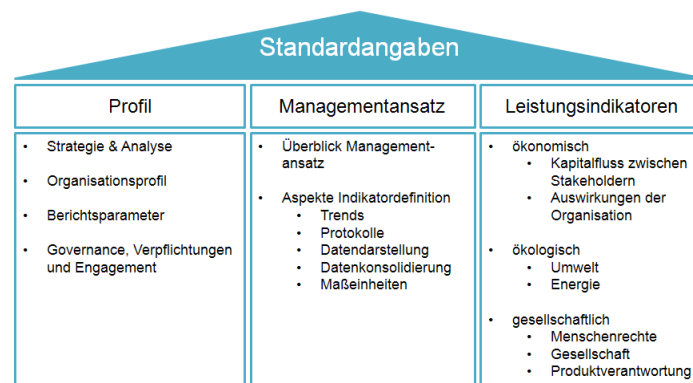 Standardangaben
Profil
• Strategie & Analyse
• Organisationsprofil
• Berichtsparameter
• Governance, Verpflichtungen
und Engagement
Managementansatz
• Überblick Management-
ansatz
• Aspekte Indikatordefinition
• Trends
• Protokolle
• Datendarstellung
• Datenkonsolidierung
• Maßeinheiten
Leistungsindikatoren
• ökonomisch
• Kapitalfluss zwischen
Stakeholdern
• Auswirkungen der
Organisation
• ökologisch
• Umwelt
• Energie
• gesellschaftlich
• Menschenrechte
• Gesellschaft
• Produktverantwortung